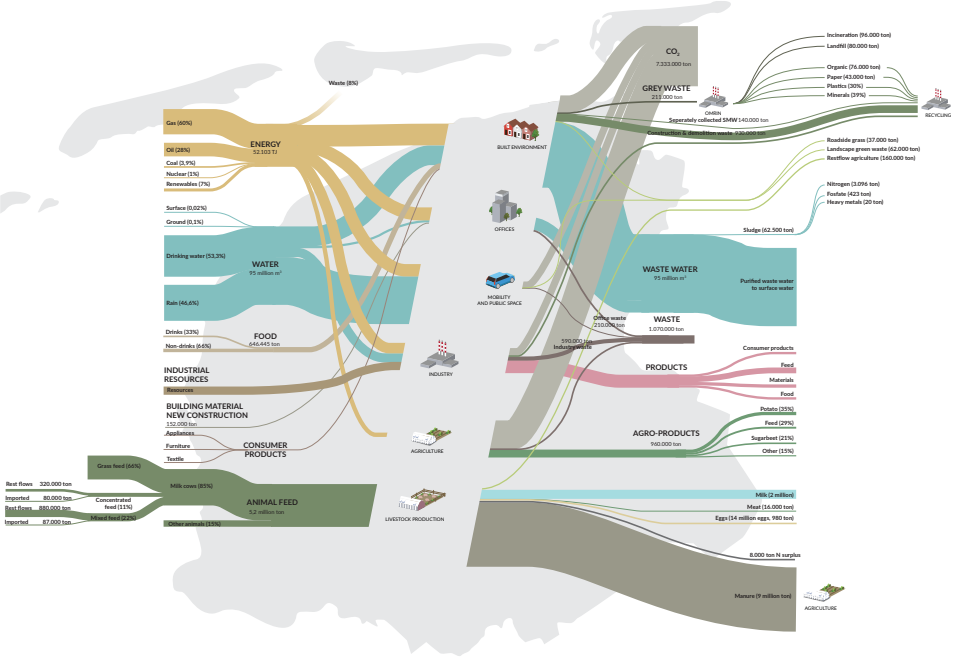 Waste (8%)
Gas (60%)
Oil (28%)
Coal (3,9%)
Nuclear (1%)
Renewables (7%)
ENERGY
52.103 TJ
Surface (0,02%)
Ground (0,1%)
Drinking water (53,3%)
Rain (46,6%)
WATER
95 million m³
Drinks (33%)
Non-drinks (66%)
FOOD
646.445 ton
INDUSTRIAL
RESOURCES
Resources
BUILDING MATERIAL
NEW CONSTRUCTION
152.000 ton
Appliances
Furniture
Textile
CONSUMER
PRODUCTS
Grass feed (66%)
Milk cows (85%)
Rest flows 320.000 ton
Imported 80.000 ton
Rest flows 880.000 ton
Imported 87.000 ton
Concentrated
feed (11%)
Mixed feed (22%)
Other animals (15%)
ANIMAL FEED
5,2 million ton
BUILT ENVIRONMENT
OFFICES
MOBILITY
AND PUBLIC SPACE
INDUSTRY
AGRICULTURE
LIVESTOCK PRODUCTION
CO₂
7.333.000 ton
GREY WASTE
211.000 ton
OMRIN
Seperately collected SMW 140.000 ton
Construction & demolition waste 930.000 ton
Incineration (96.000 ton)
Landfill (80.000 ton)
Organic (76.000 ton)
Paper (43.000 ton)
Plastics (30%)
Minerals (39%)
RECYCLING
Roadside grass (37.000 ton)
Landscape green waste (62.000 ton)
Restflow agriculture (160.000 ton)
Nitrogen (3.096 ton)
Fosfate (423 ton)
Heavy metals (20 ton)
Sludge (62.500 ton)
WASTE WATER
95 million m³
Purified waste water
to surface water
Office waste
210.000 ton
590.000 ton
Industry waste
WASTE
1.070.000 ton
PRODUCTS
Consumer products
Feed
Materials
Food
AGRO-PRODUCTS
960.000 ton
Potato (35%)
Feed (29%)
Sugarbeet (21%)
Other (15%)
Milk (2 million)
Meat (16.000 ton)
Eggs (14 million eggs, 980 ton)
8.000 ton N surplus
Manure (9 million ton)
AGRICULTURE